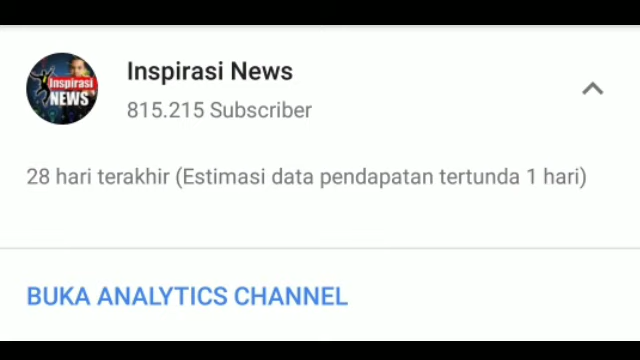 Inspirasi
NEWS
Inspirasi News
815.215 Subscriber
28 hari terakhir (Estimasi data pendapatan tertunda 1 hari)
BUKA ANALYTICS CHANNEL